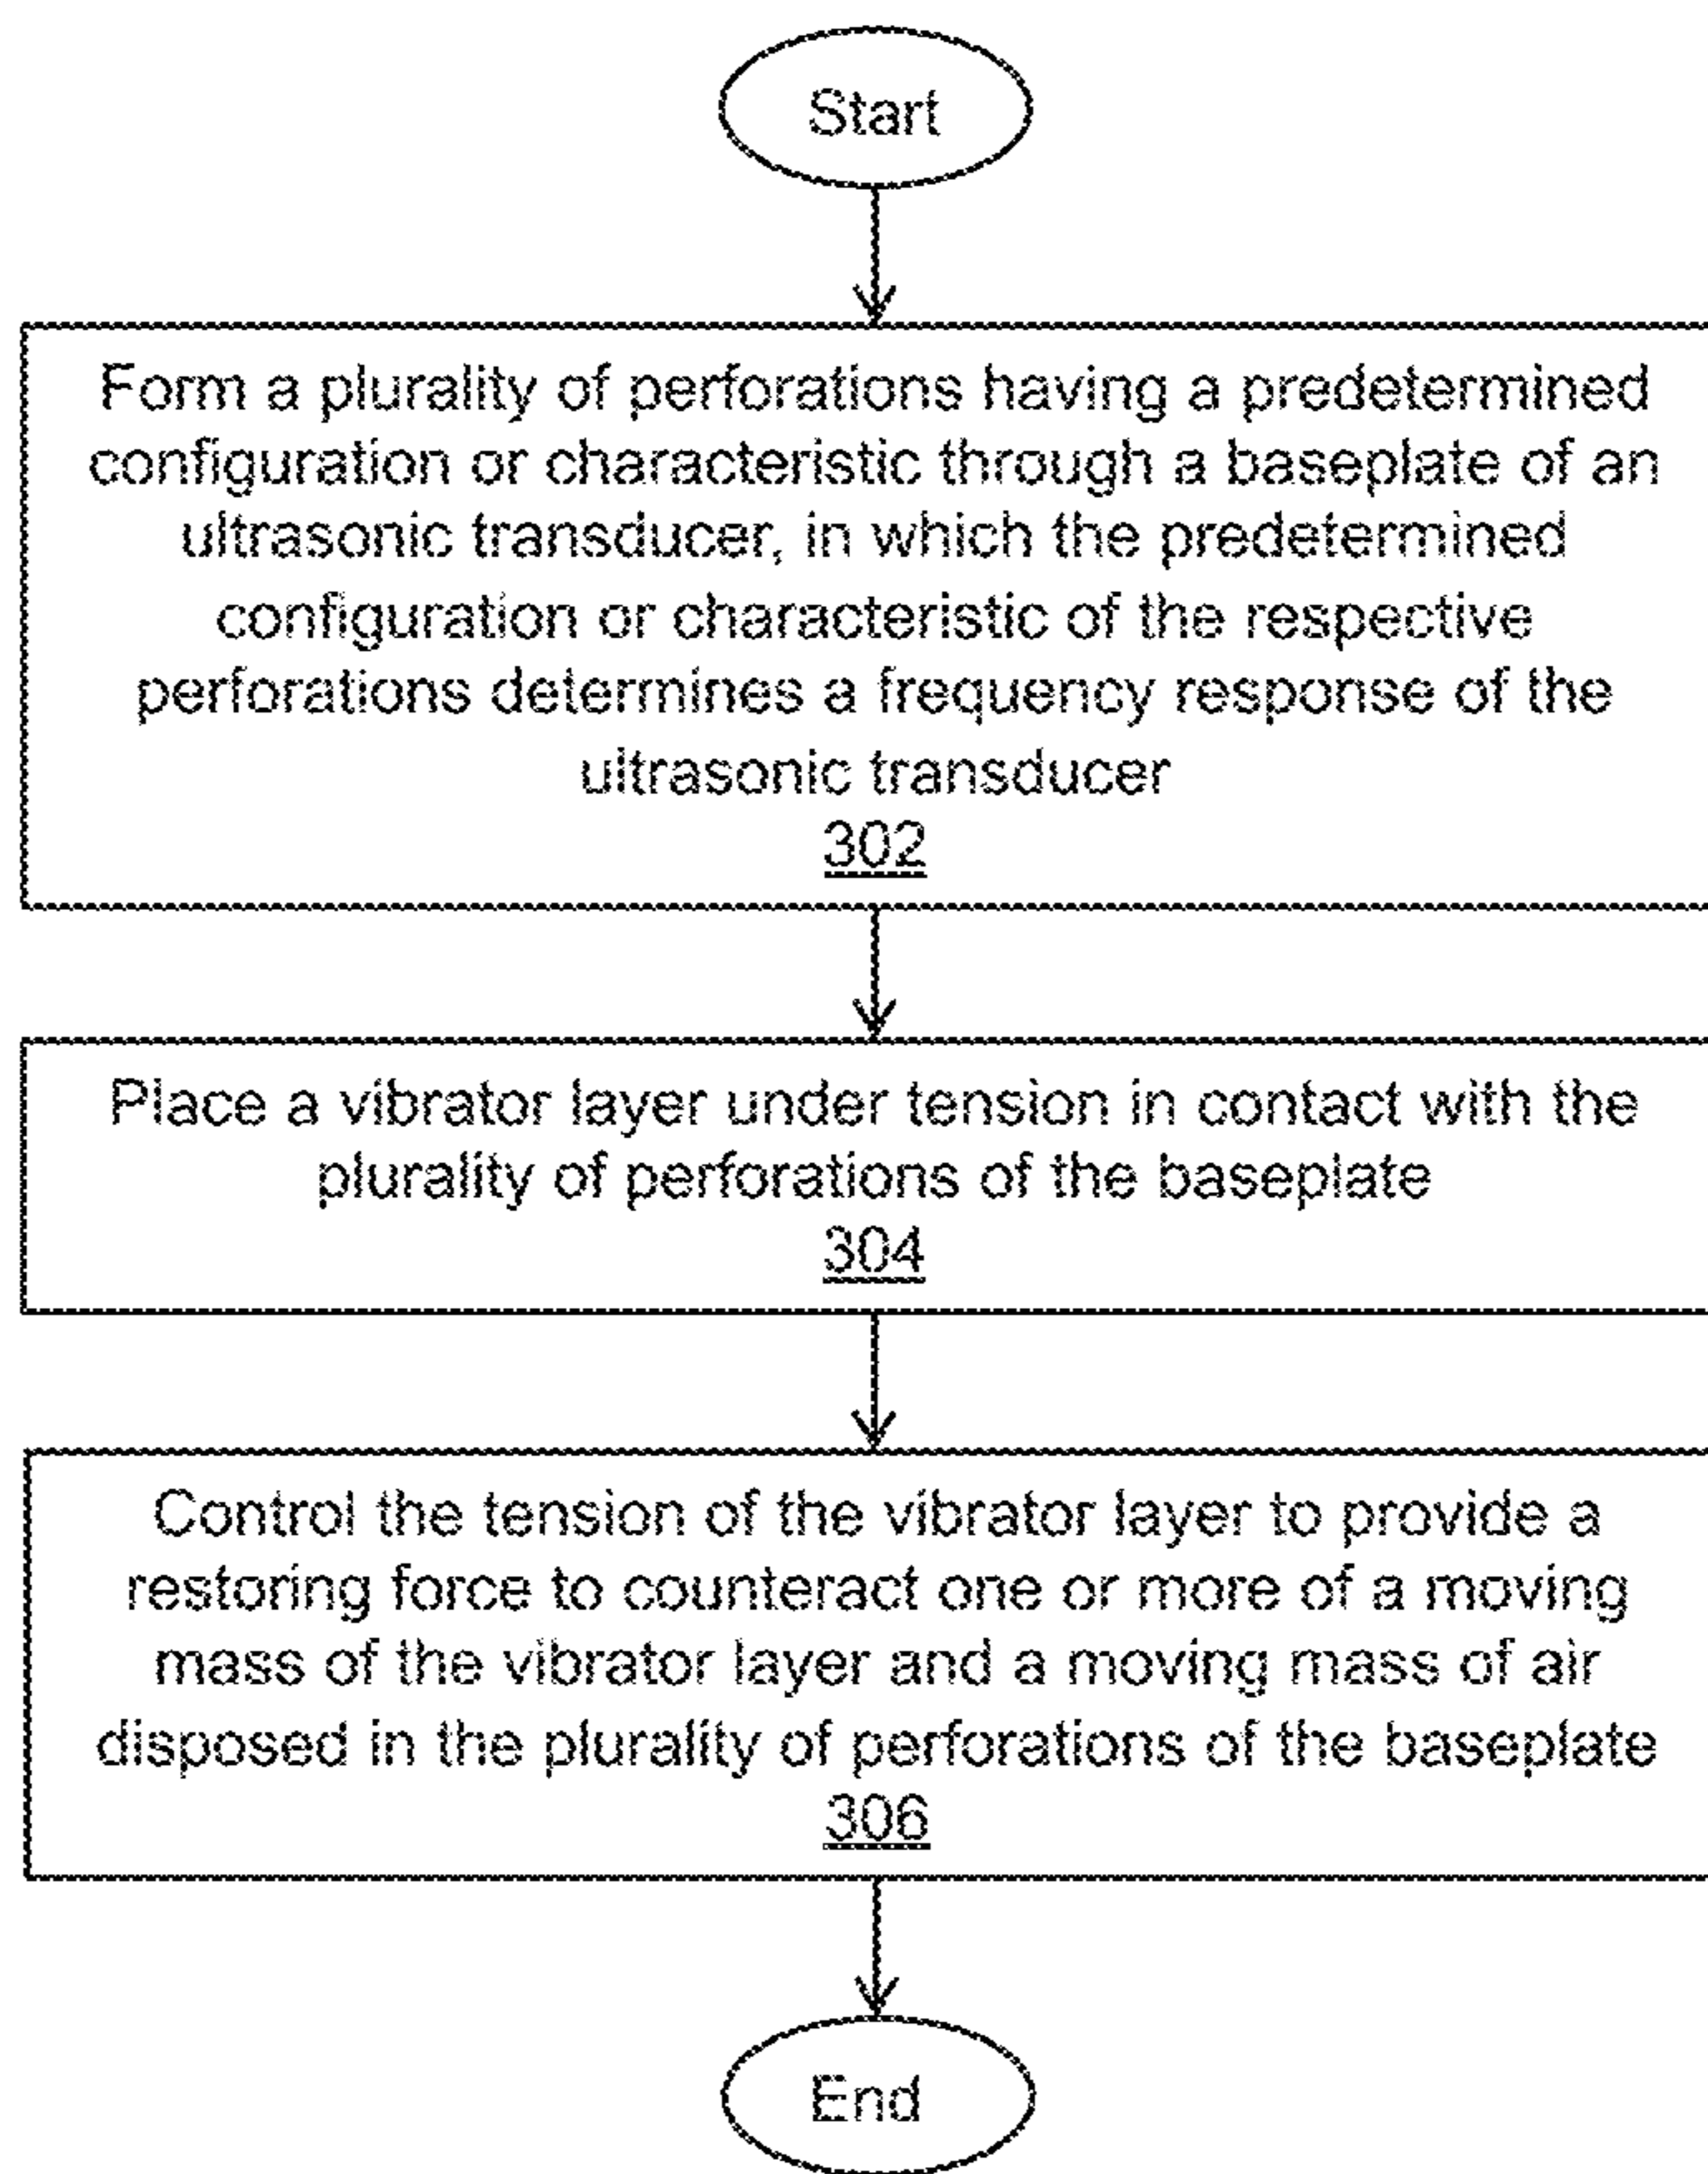 Start
Form a plurality of perforations having a predetermined
configuration or characteristic through a baseplate of an
ultrasonic transducer, in which the predetermined
configuration or characteristic of the respective
perforations determines a frequency response of the
ultrasonic transducer
302
Place a vibrator layer under tension in contact with the
plurality of perforations of the baseplate
304
Control the tension of the vibrator layer to provide a
restoring force to counteract one or more of a moving
mass of the vibrator layer and a moving mass of air
disposed in the plurality of perforations of the baseplate
306
End